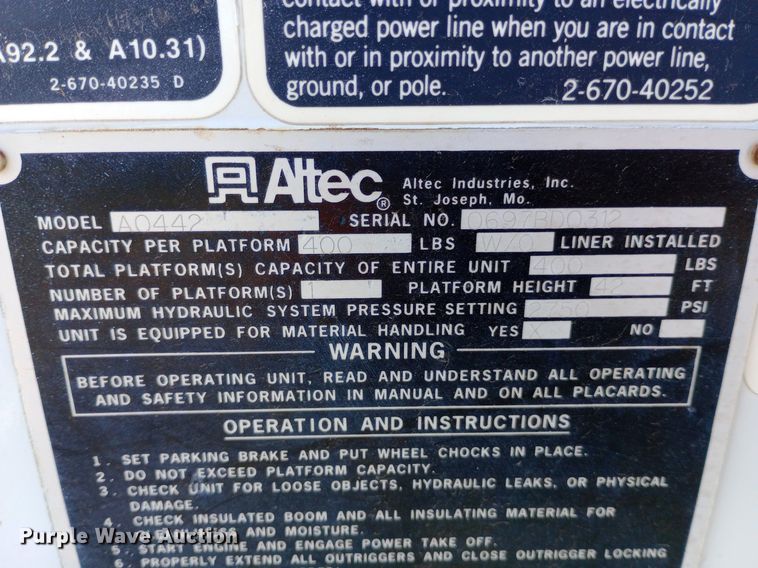 A92.2 & A10.31)
2-670-40235 D
contact with or proximity to an electrically
charged power line when you are in contact
with or in proximity to another power line,
ground, or pole. 2-670-40252
Altec® Altec Industries, Inc.
St. Joseph, Mo.
MODEL AO442 SERIAL NO. 0697BD0312
CAPACITY PER PLATFORM 400 LBS W/O LINER INSTALLED
TOTAL PLATFORM(S) CAPACITY OF ENTIRE UNIT 400 LBS
NUMBER OF PLATFORM(S) 1 PLATFORM HEIGHT 42 FT
MAXIMUM HYDRAULIC SYSTEM PRESSURE SETTING 2250 PSI
UNIT IS EQUIPPED FOR MATERIAL HANDLING YES X NO
WARNING
BEFORE OPERATING UNIT, READ AND UNDERSTAND ALL OPERATING
AND SAFETY INFORMATION IN MANUAL AND ON ALL PLACARDS.
OPERATION AND INSTRUCTIONS
1. SET PARKING BRAKE AND PUT WHEEL CHOCKS IN PLACE.
2. DO NOT EXCEED PLATFORM CAPACITY.
3. CHECK UNIT FOR LOOSE OBJECTS, HYDRAULIC LEAKS, OR PHYSICAL
DAMAGE.
4. CHECK INSULATED BOOM AND ALL INSULATING MATERIAL FOR
AND MOISTURE.
5. START ENGINE AND ENGAGE POWER TAKE OFF.
6. PROPERLY EXTEND ALL OUTRIGGERS AND CLOSE OUTRIGGER LOCKING
Purple Wave Auction